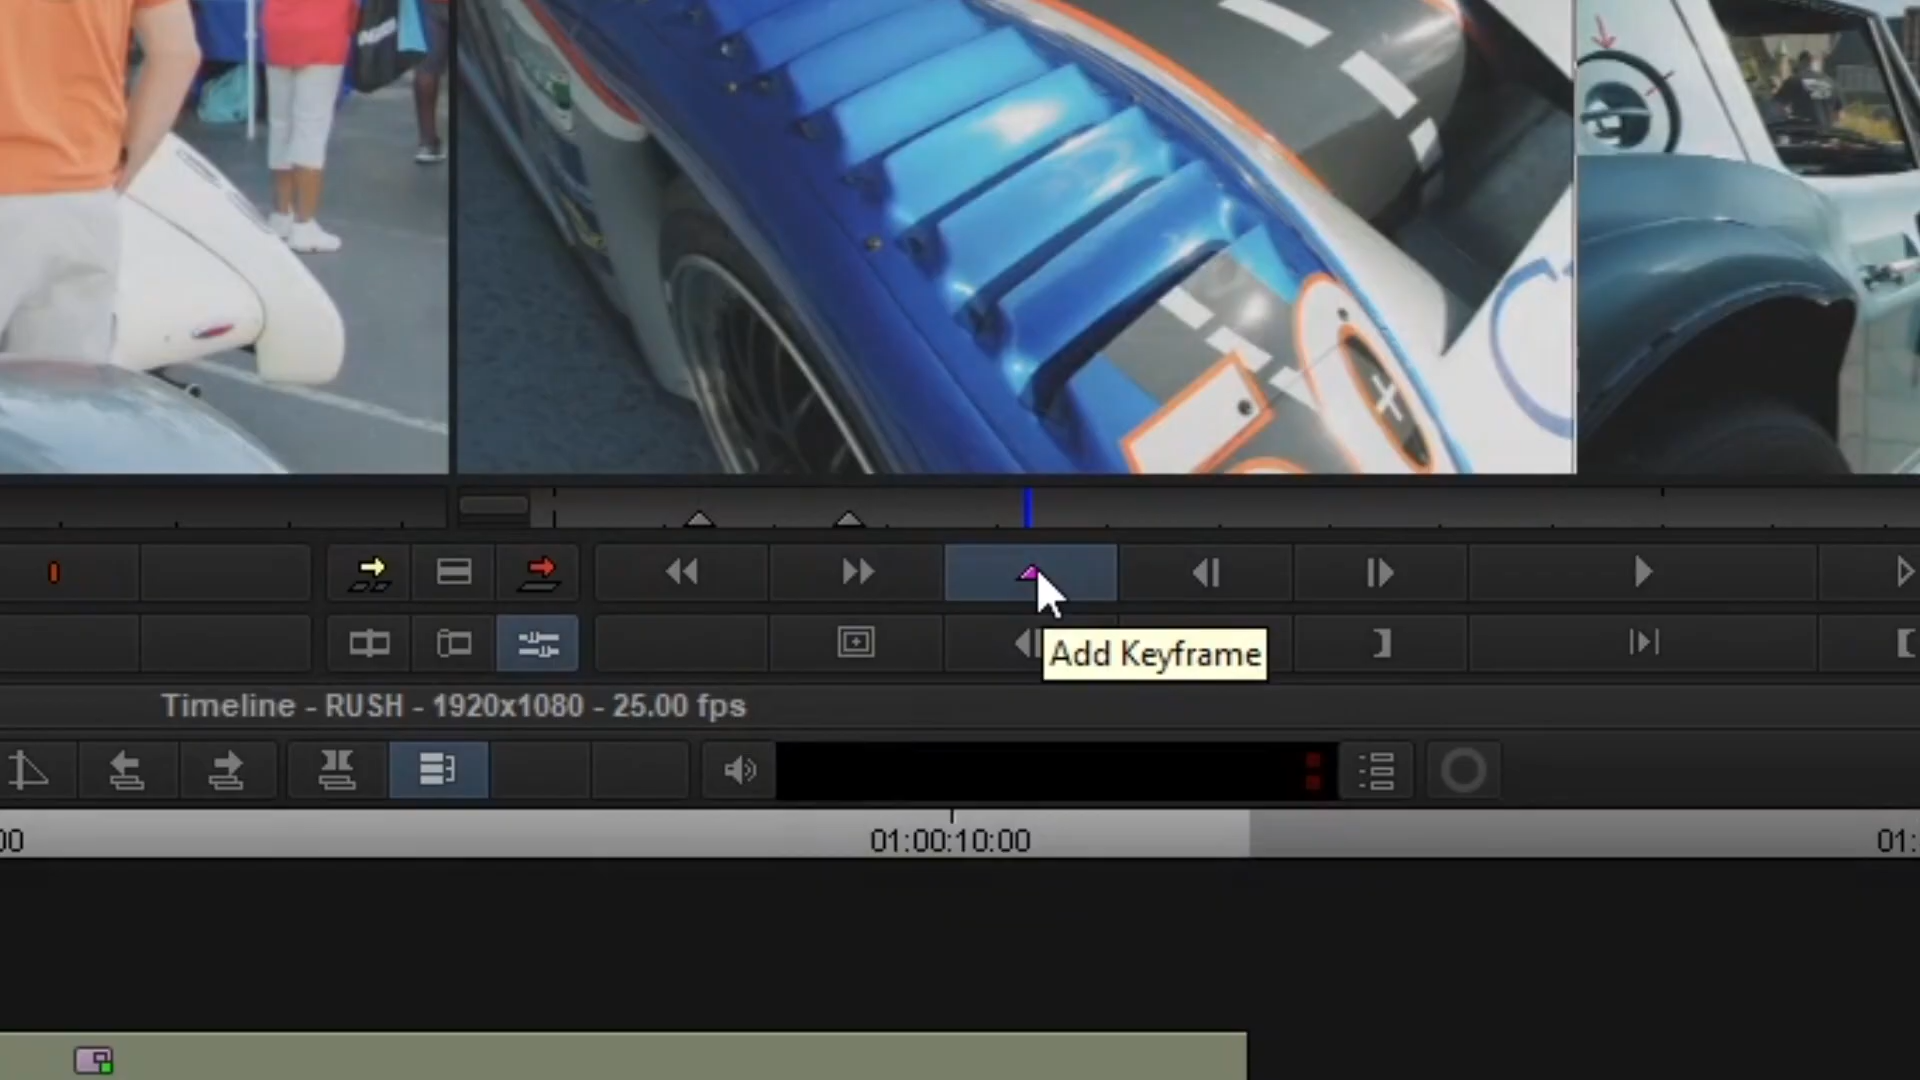 Add Keyframe
Timeline - RUSH - 1920x1080 - 25.00 fps
00
01:00:10:00
01: